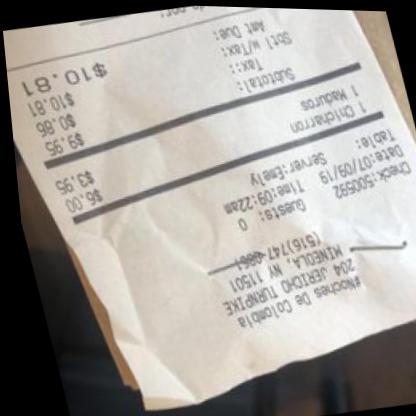 #Noches De Colombia
204 JERICHO TURNPIKE
MINEOLA, NY 11501
(516)747-0861
Check:500592
Server:Emely
Date:07/09/19 Time:09:22am
Table: Guests: 0
1 Chicharron $6.00
1 Maduros $3.95
Subtotal: $9.95
Tax: $0.86
Sbtl w/Tax: $10.81
Amt Due: $10.81